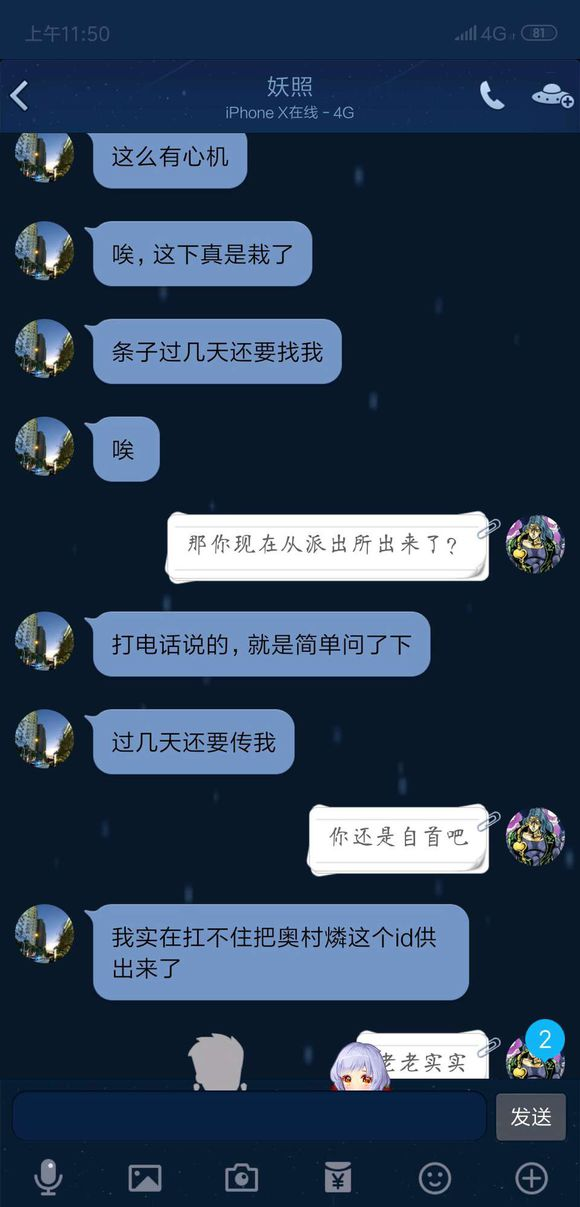 上午11:50
4G
81
妖照
iPhone X在线 - 4G
这么有心机
唉，这下真是栽了
条子过几天还要找我
唉
那你现在从派出所出来了?
打电话说的，就是简单问了下
过几天还要传我
你还是自首吧
我实在扛不住把奥村燐这个id供
出来了
2
老老实实
发送